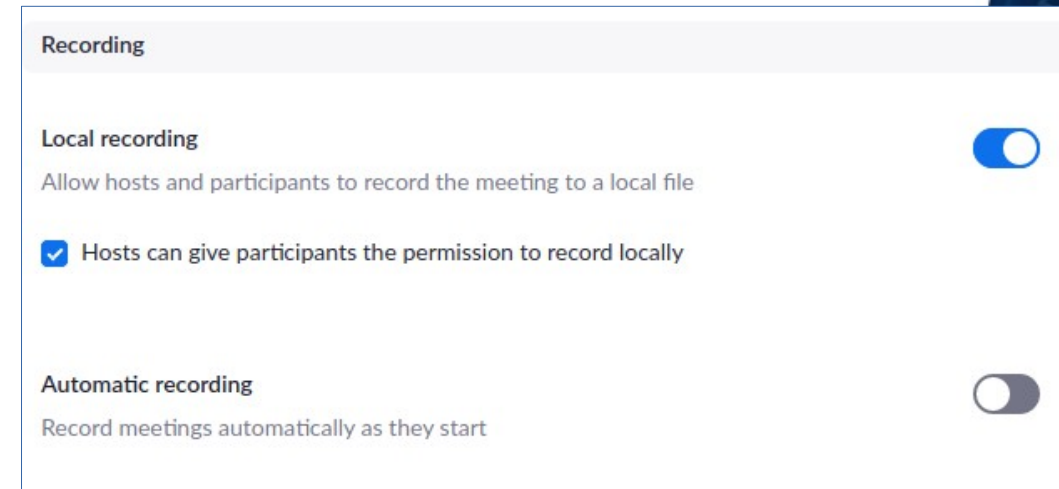 Recording
Local recording
Allow hosts and participants to record the meeting to a local file
Hosts can give participants the permission to record locally
Automatic recording
Record meetings automatically as they start